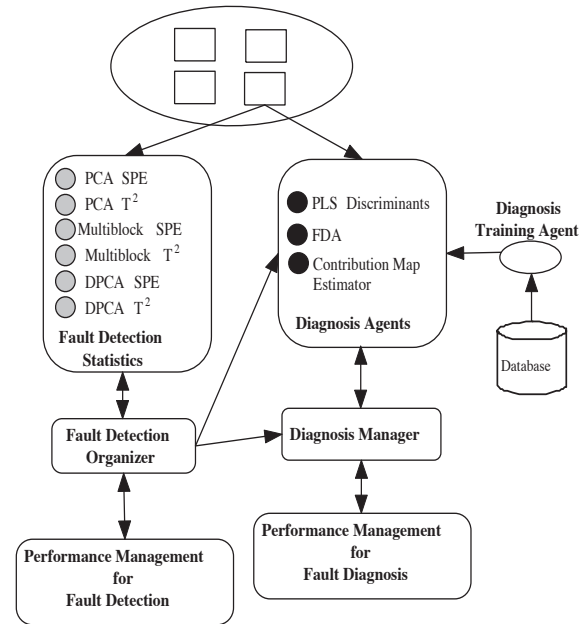 PCA SPE
PCA T²
Multiblock SPE
Multiblock T²
DPCA SPE
DPCA T²
Fault Detection
Statistics
PLS Discriminants
FDA
Contribution Map
Estimator
Diagnosis Agents
Diagnosis
Training Agent
Database
Fault Detection
Organizer
Diagnosis Manager
Performance Management
for
Fault Detection
Performance Management
for
Fault Diagnosis